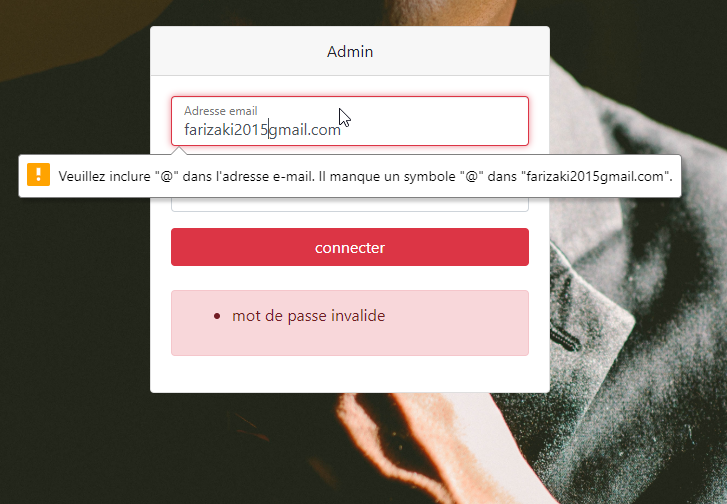 Admin
Adresse email
farizaki2015gmail.com
Veuillez inclure "@" dans l'adresse e-mail. Il manque un symbole "@" dans "farizaki2015gmail.com".
connecter
mot de passe invalide